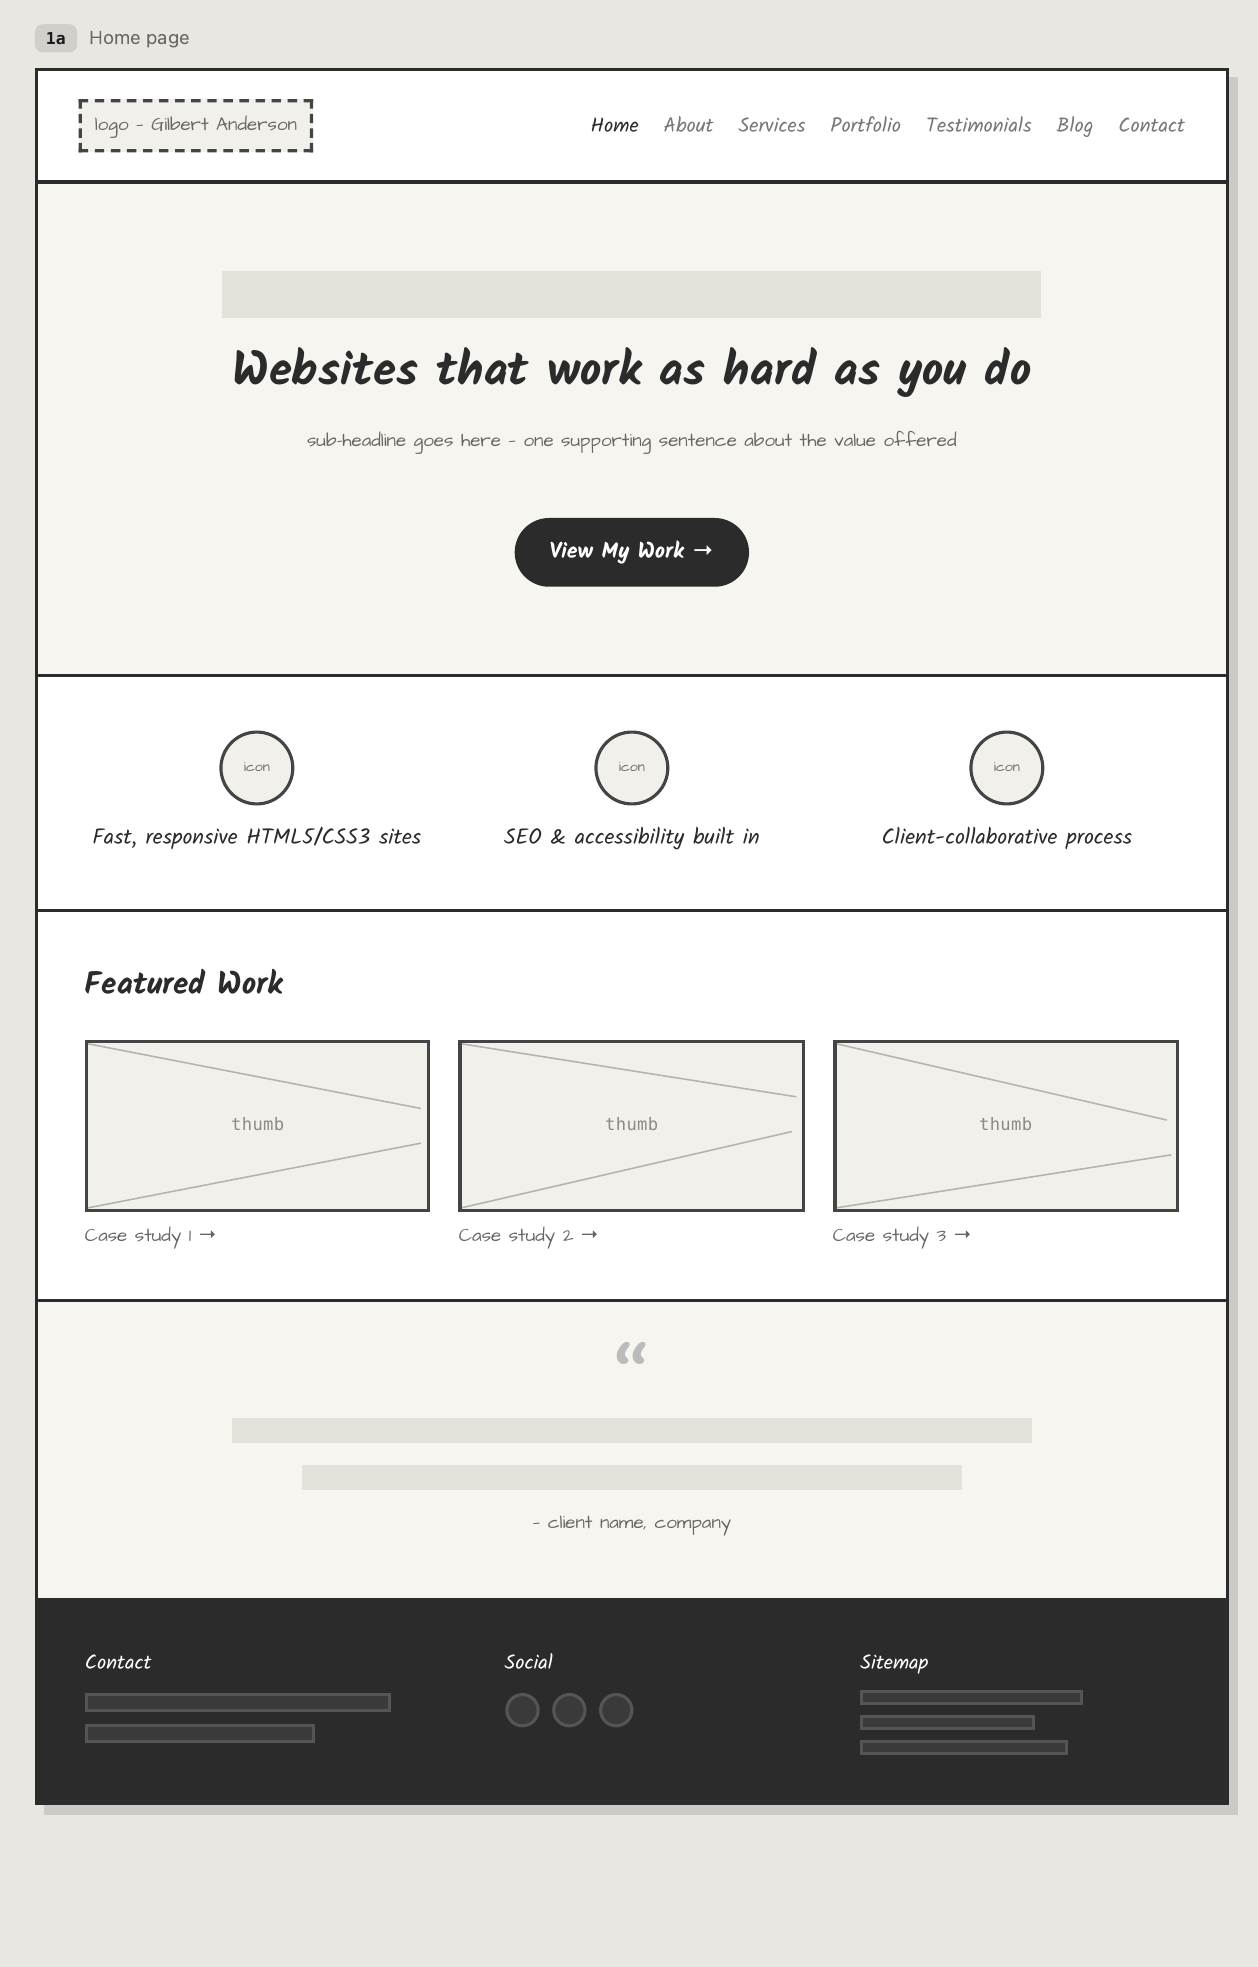 1a Home page
logo - Gilbert Anderson
Home About Services Portfolio Testimonials Blog Contact
Websites that work as hard as you do
sub-headline goes here - one supporting sentence about the value offered
View My Work →
icon icon icon
Fast, responsive HTML5/CSS3 sites SEO & accessibility built in Client-collaborative process
Featured Work
thumb thumb thumb
Case study 1 → Case study 2 → Case study 3 →
“
- client name, company
Contact Social Sitemap